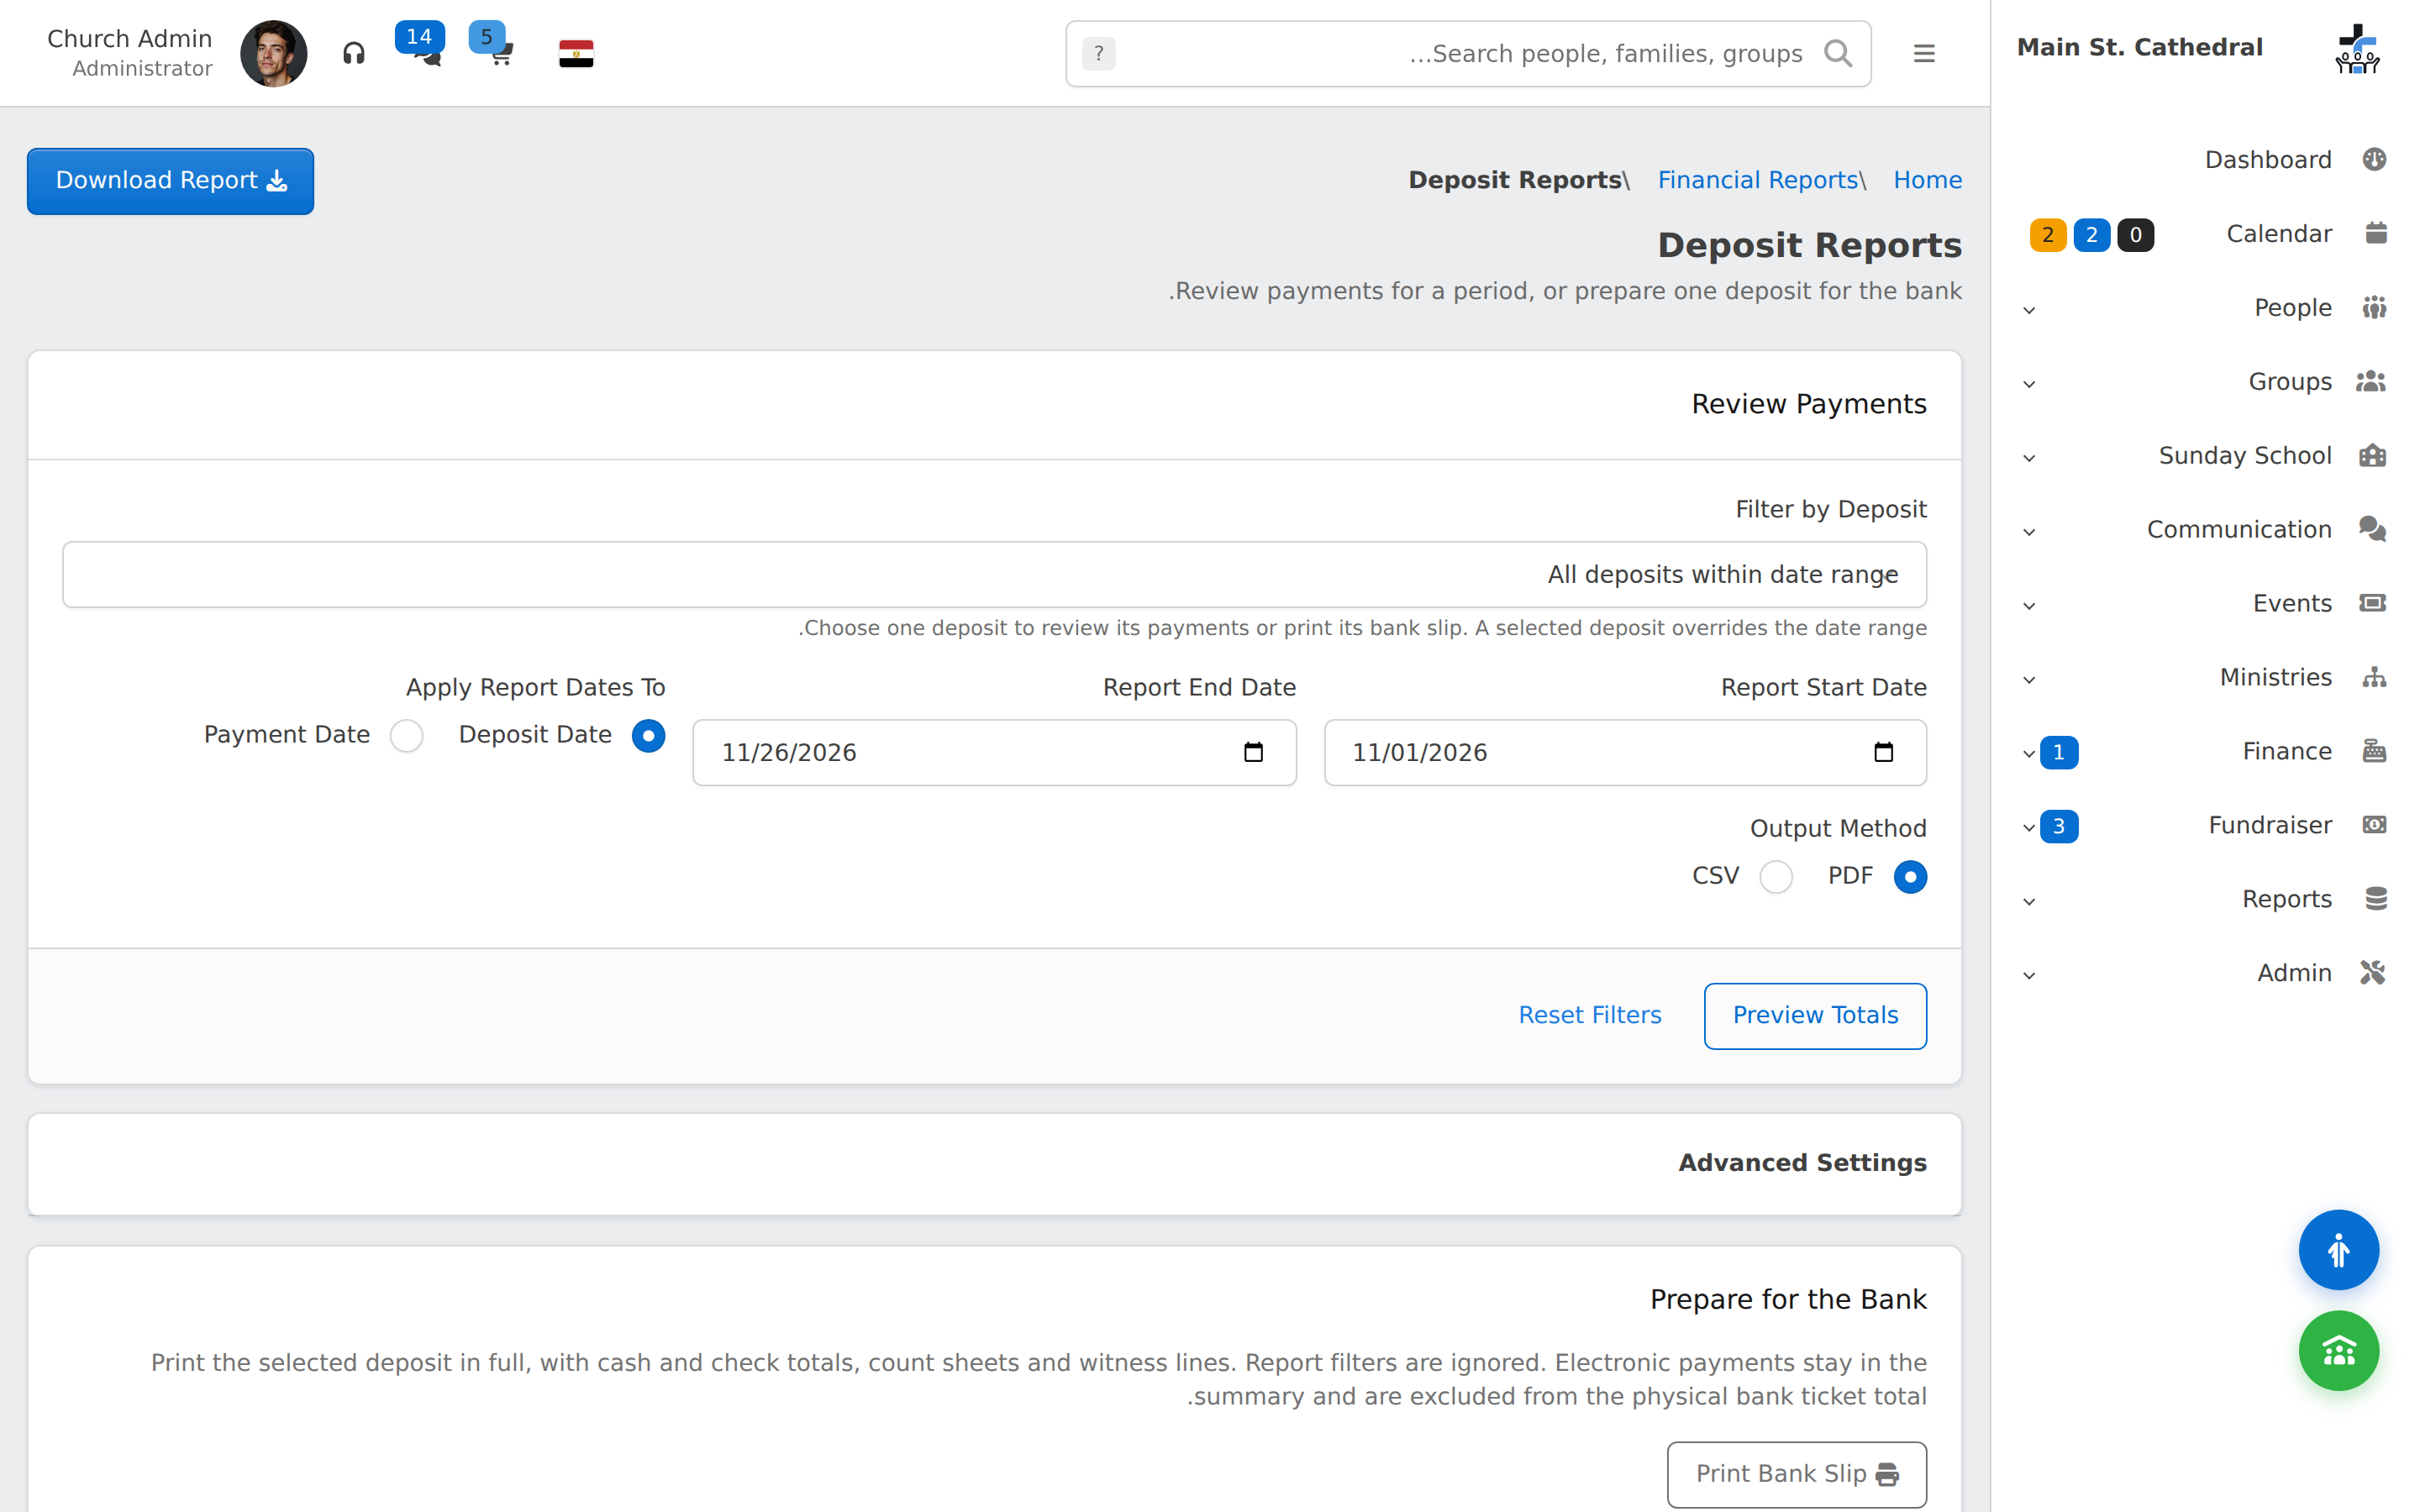 Main St. Cathedral
Dashboard
Calendar 0 2 2
People
Groups
Sunday School
Communication
Events
Ministries
Finance 1
Fundraiser 3
Reports
Admin
Search people, families, groups...
?
5
14
Church Admin
Administrator
Home \ Financial Reports \ Deposit Reports
Download Report
Deposit Reports
Review payments for a period, or prepare one deposit for the bank.
Review Payments
Filter by Deposit
All deposits within date range
Choose one deposit to review its payments or print its bank slip. A selected deposit overrides the date range.
Report Start Date
11/01/2026
Report End Date
11/26/2026
Apply Report Dates To
Deposit Date
Payment Date
Output Method
PDF
CSV
Preview Totals
Reset Filters
Advanced Settings
Prepare for the Bank
Print the selected deposit in full, with cash and check totals, count sheets and witness lines. Report filters are ignored. Electronic payments stay in the
summary and are excluded from the physical bank ticket total.
Print Bank Slip